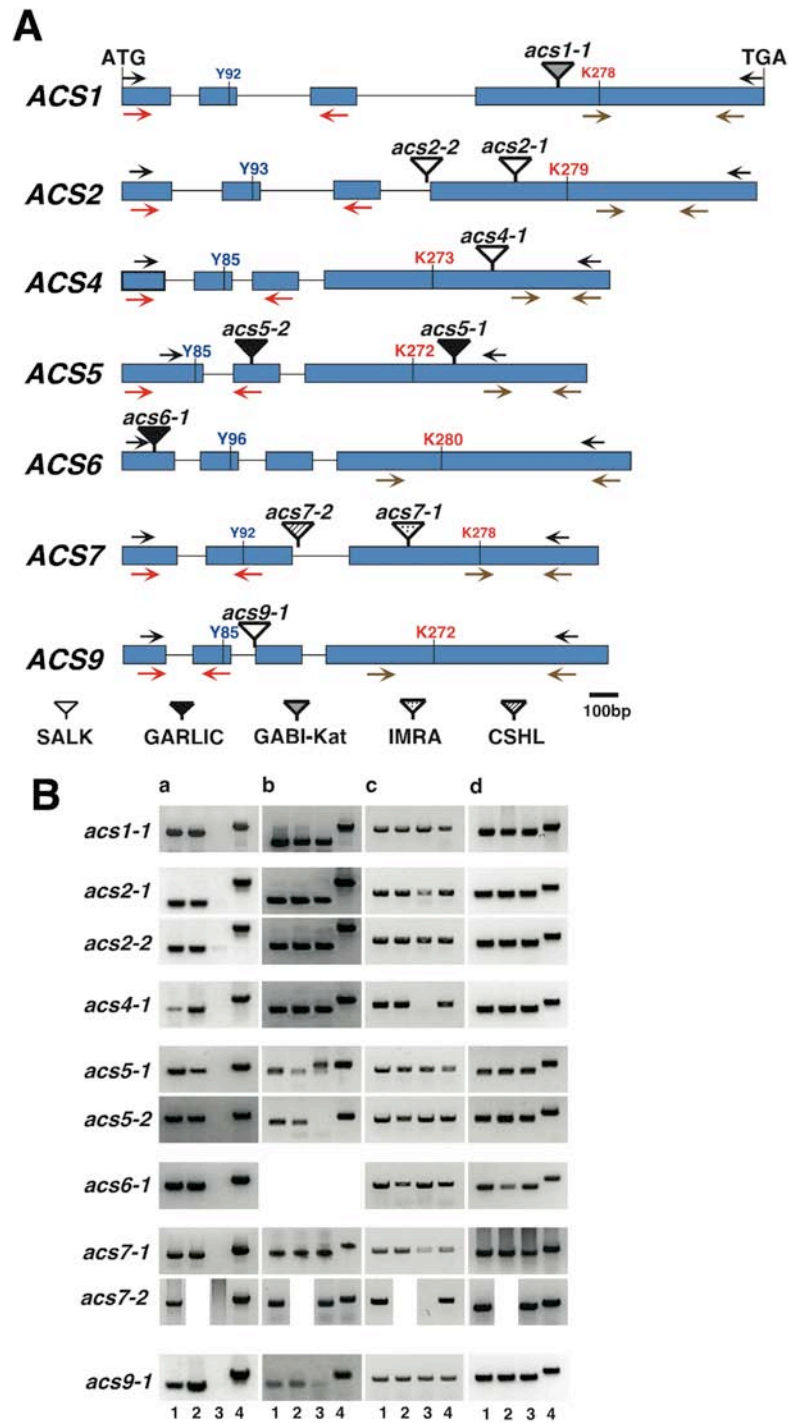 A
ATG
acs1-1
TGA
Y92
K278
ACS1
acs2-2
acs2-1
Y93
K279
ACS2
acs4-1
Y85
K273
ACS4
acs5-2
acs5-1
Y85
K272
ACS5
acs6-1
Y96
K280
ACS6
acs7-2
acs7-1
Y92
K278
ACS7
acs9-1
Y85
K272
ACS9
100bp
SALK GARLIC GABI-Kat IMRA CSHL
B
a b c d
acs1-1
acs2-1
acs2-2
acs4-1
acs5-1
acs5-2
acs6-1
acs7-1
acs7-2
acs9-1
1 2 3 4 1 2 3 4 1 2 3 4 1 2 3 4